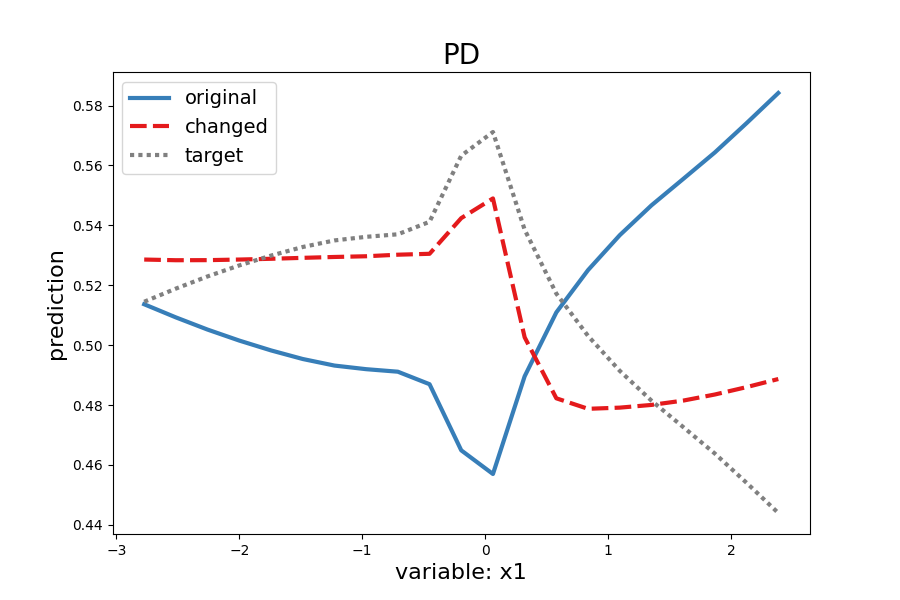 PD
original
changed
target
0.58
0.56
0.54
0.52
0.50
0.48
0.46
0.44
prediction
−3 −2 −1 0 1 2
variable: x1